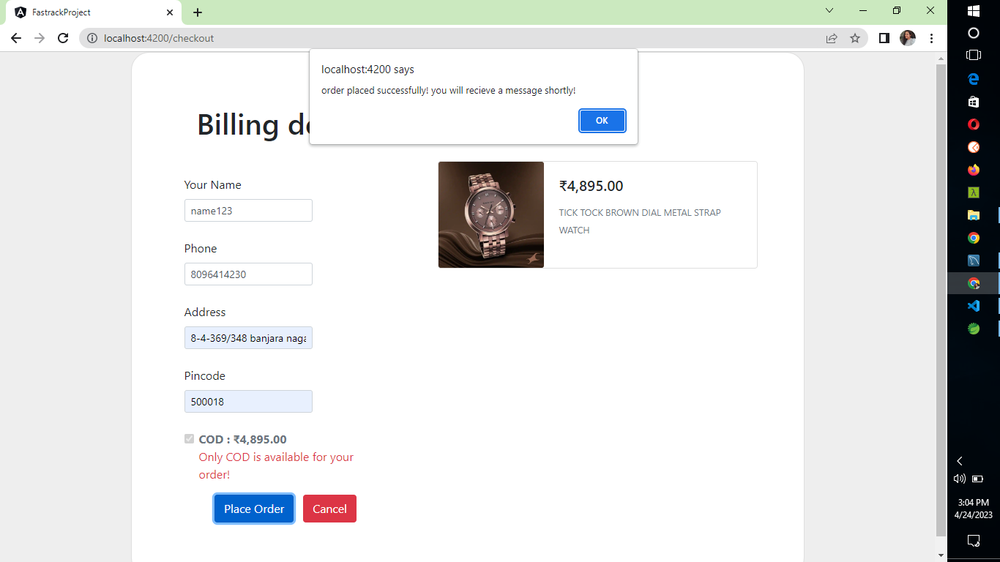 FastrackProject
localhost:4200/checkout
localhost:4200 says
order placed successfully! you will recieve a message shortly!
OK
Billing de
Your Name
name123
Phone
8096414230
Address
8-4-369/348 banjara naga
Pincode
500018
COD : ₹4,895.00
Only COD is available for your
order!
Place Order Cancel
₹4,895.00
TICK TOCK BROWN DIAL METAL STRAP
WATCH
3:04 PM
4/24/2023